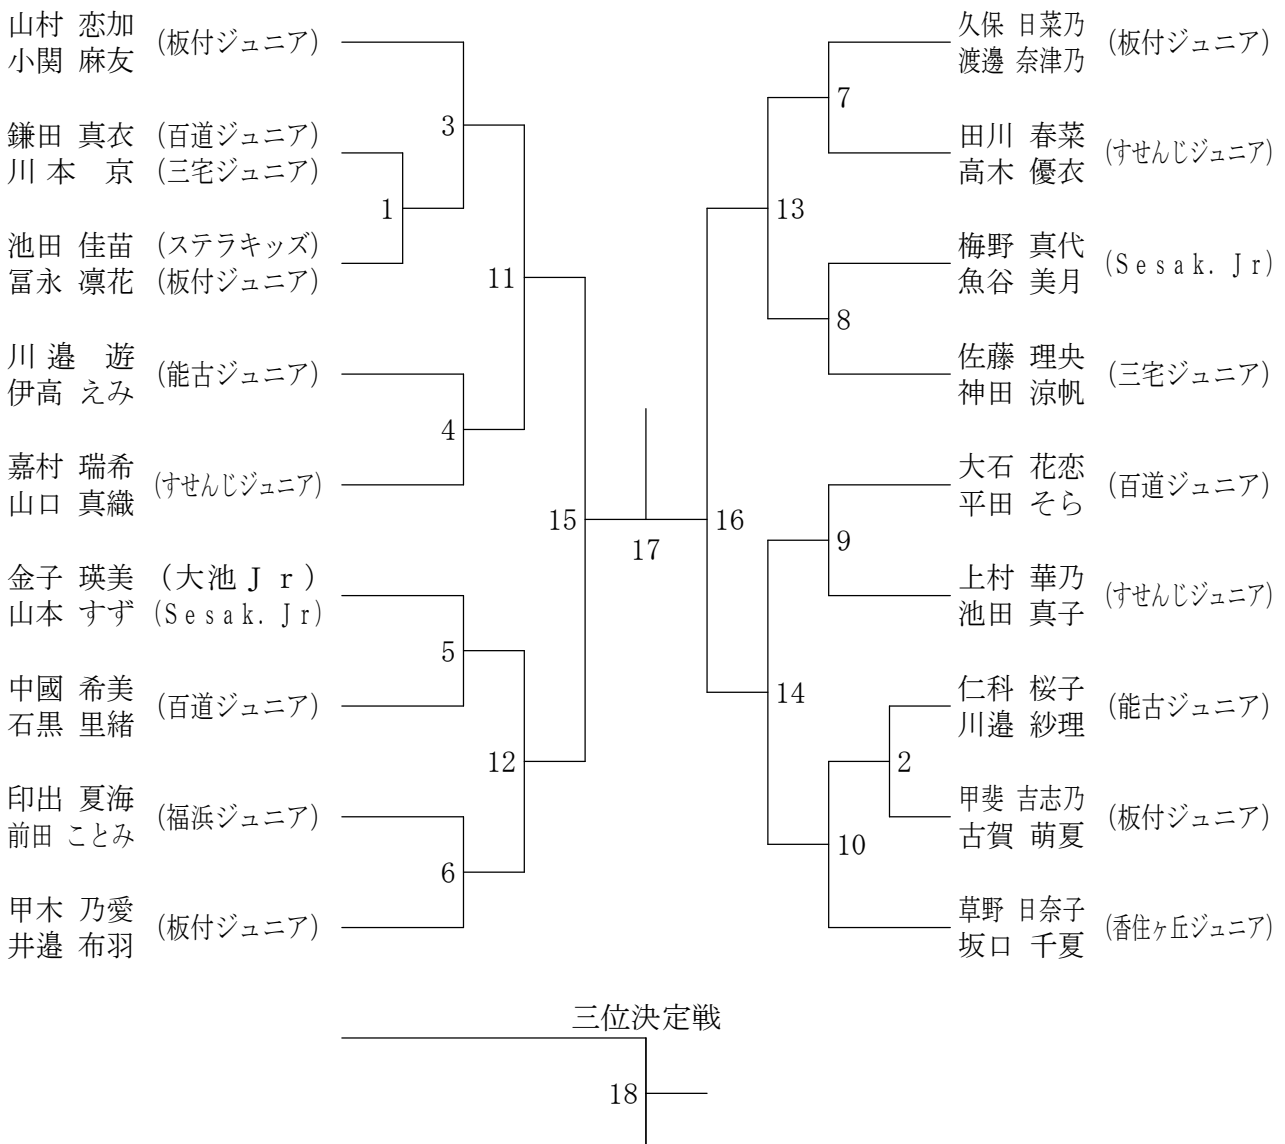 山村 恋加 (板付ジュニア)
小関 麻友
鎌田 真衣 (百道ジュニア)
川本 京 (三宅ジュニア)
池田 佳苗 (ステラキッズ)
冨永 凛花 (板付ジュニア)
川邉 遊 (能古ジュニア)
伊高 えみ
嘉村 瑞希 (すせんじジュニア)
山口 真織
金子 瑛美 (大池Jr)
山本 すず (Sesak. Jr)
中國 希美 (百道ジュニア)
石黒 里緒
印出 夏海 (福浜ジュニア)
前田 ことみ
甲木 乃愛 (板付ジュニア)
井邉 布羽
3
1
11
4
15
5
12
6
17
16
7
13
8
9
14
2
10
久保 日菜乃 (板付ジュニア)
渡邊 奈津乃
田川 春菜 (すせんじジュニア)
高木 優衣
梅野 真代 (Sesak. Jr)
魚谷 美月
佐藤 理央 (三宅ジュニア)
神田 涼帆
大石 花恋 (百道ジュニア)
平田 そら
上村 華乃 (すせんじジュニア)
池田 真子
仁科 桜子 (能古ジュニア)
川邉 紗理
甲斐 吉志乃 (板付ジュニア)
古賀 萌夏
草野 日奈子 (香住ヶ丘ジュニア)
坂口 千夏
三位決定戦
18